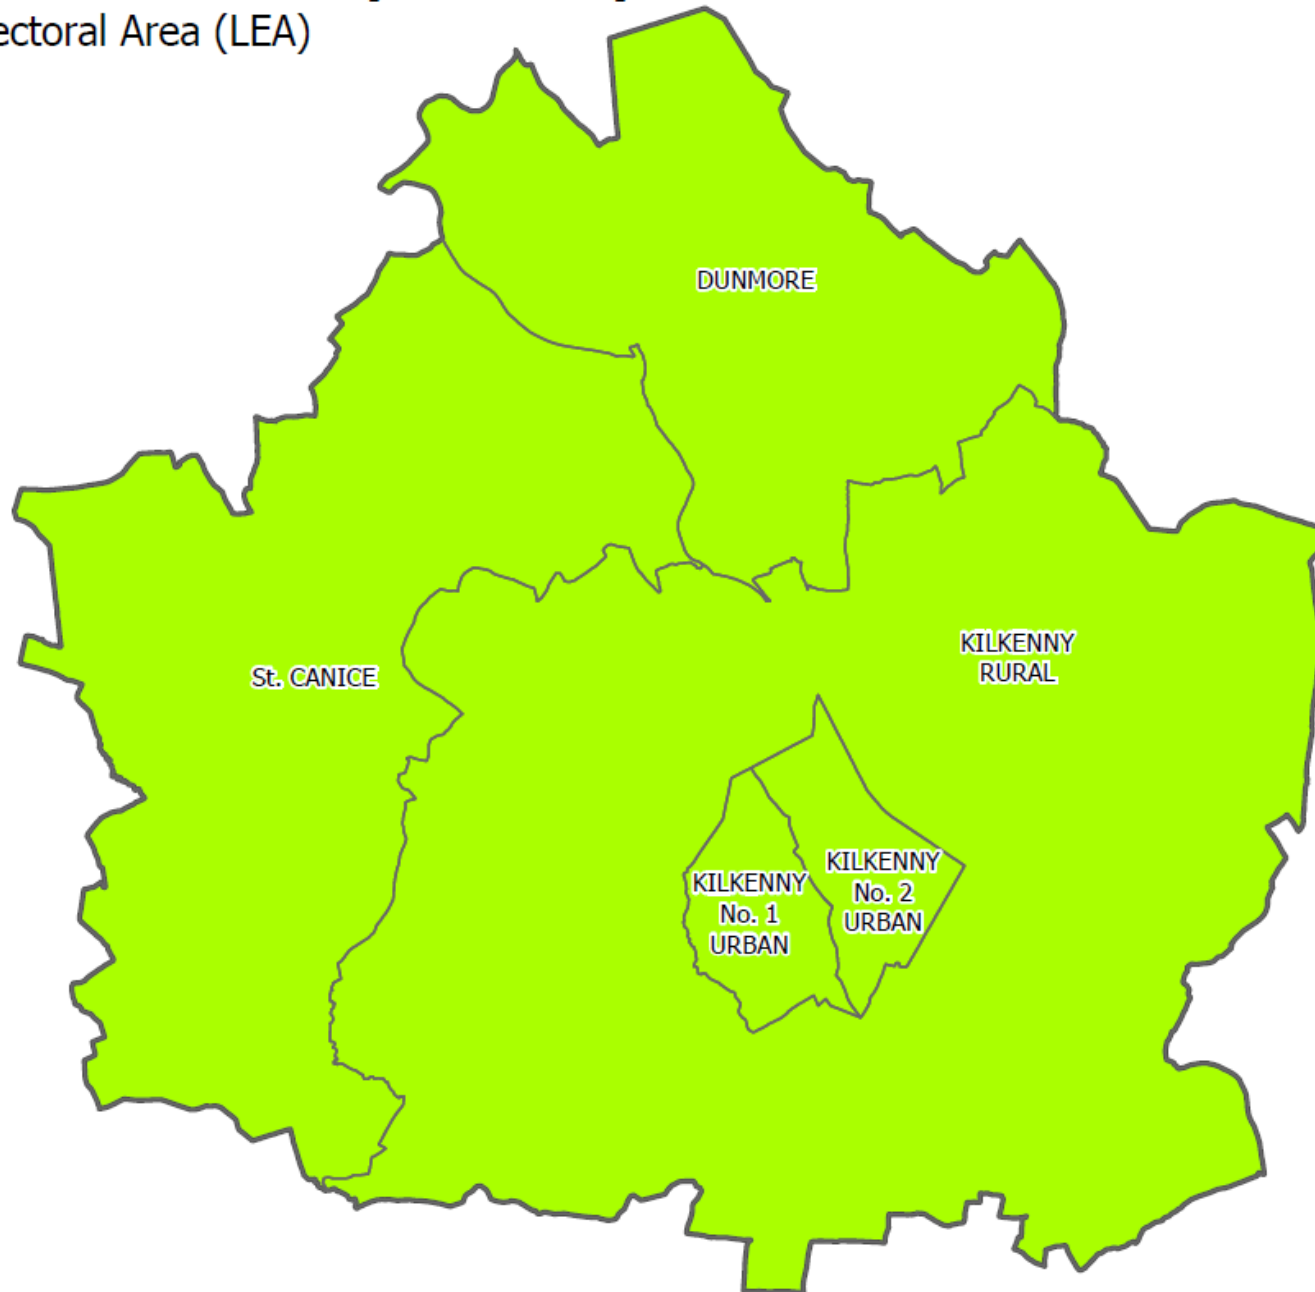 ectoral Area (LEA)
DUNMORE
KILKENNY
RURAL
St. CANICE
KILKENNY
No. 2
URBAN
KILKENNY
No. 1
URBAN